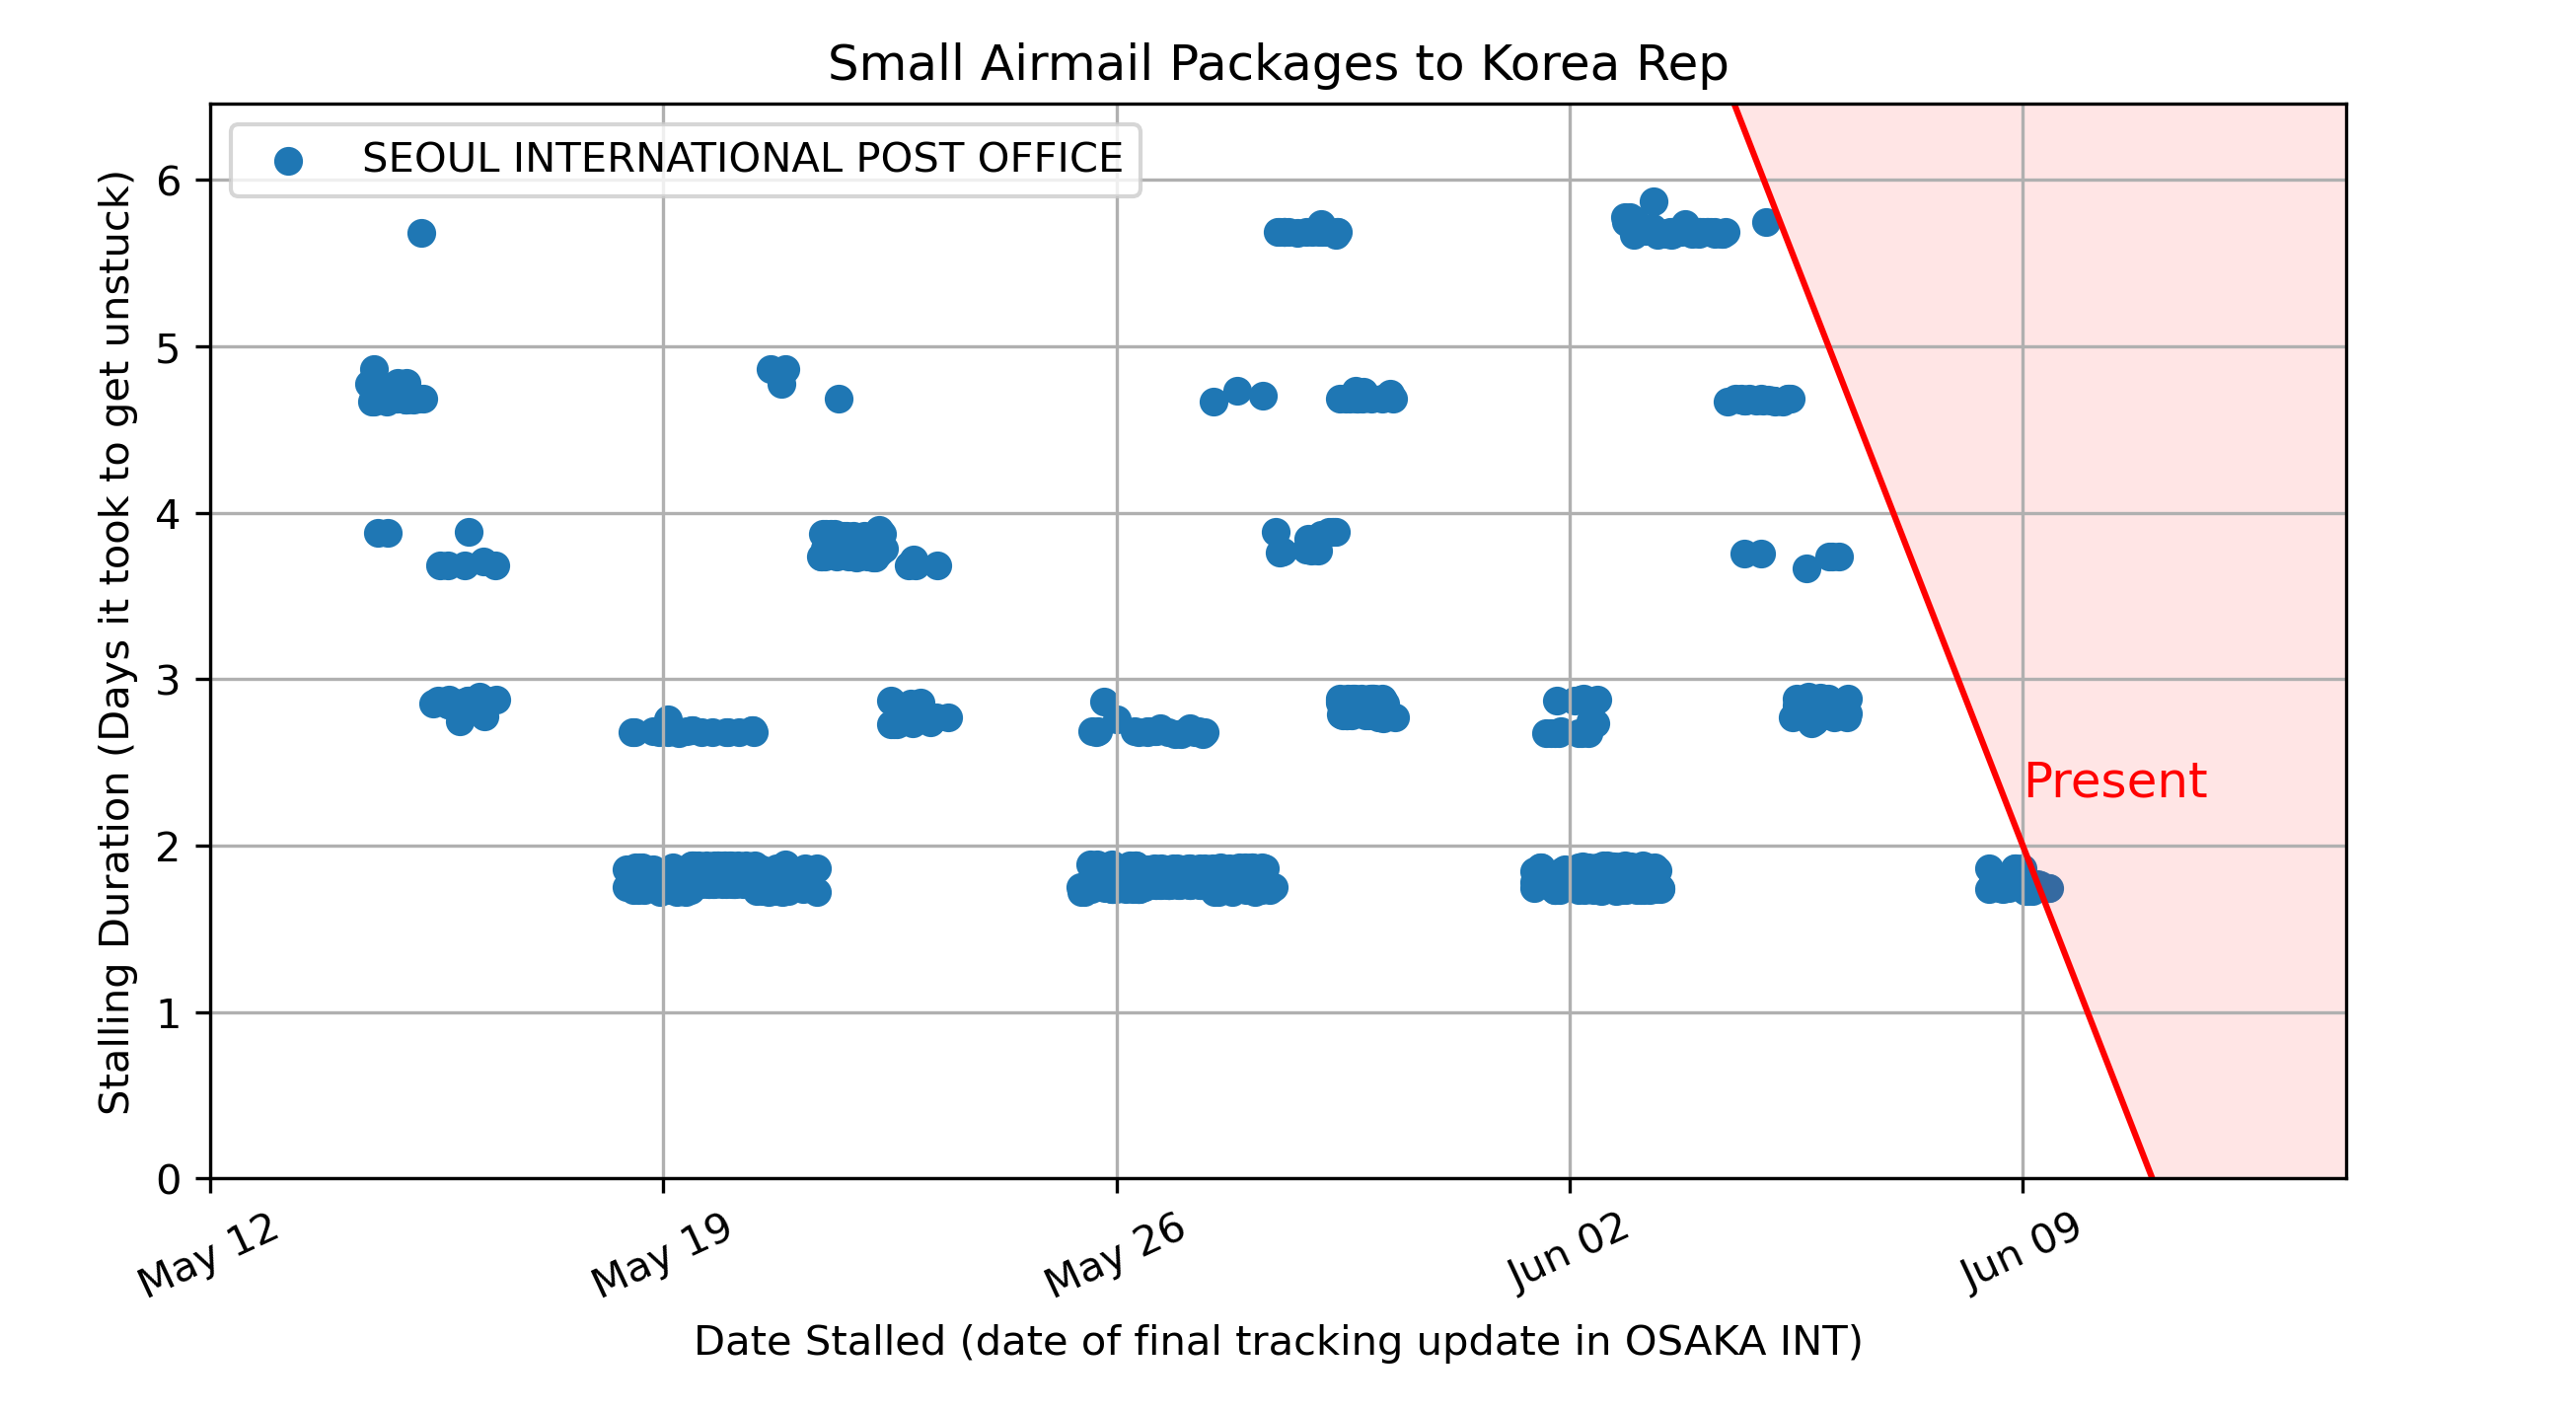 Small Airmail Packages to Korea Rep
SEOUL INTERNATIONAL POST OFFICE
Stalling Duration (Days it took to get unstuck)
6
5
4
3
2
1
0
Present
May 12
May 19
May 26
Jun 02
Jun 09
Date Stalled (date of final tracking update in OSAKA INT)